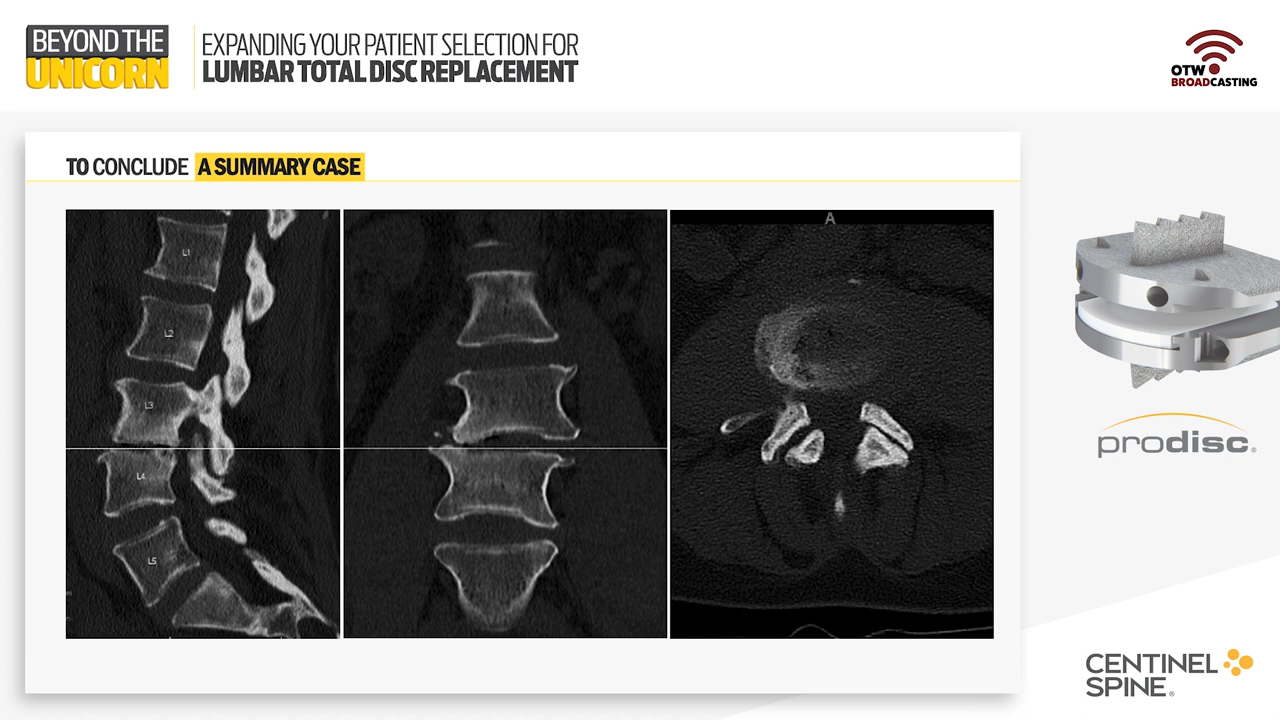 BEYOND THE
UNICORN
EXPANDING YOUR PATIENT SELECTION FOR
LUMBAR TOTAL DISC REPLACEMENT
OTW
BROADCASTING
TO CONCLUDE A SUMMARY CASE
A
L1
L2
L3
L4
L5
prodisc®
CENTINEL
SPINE®